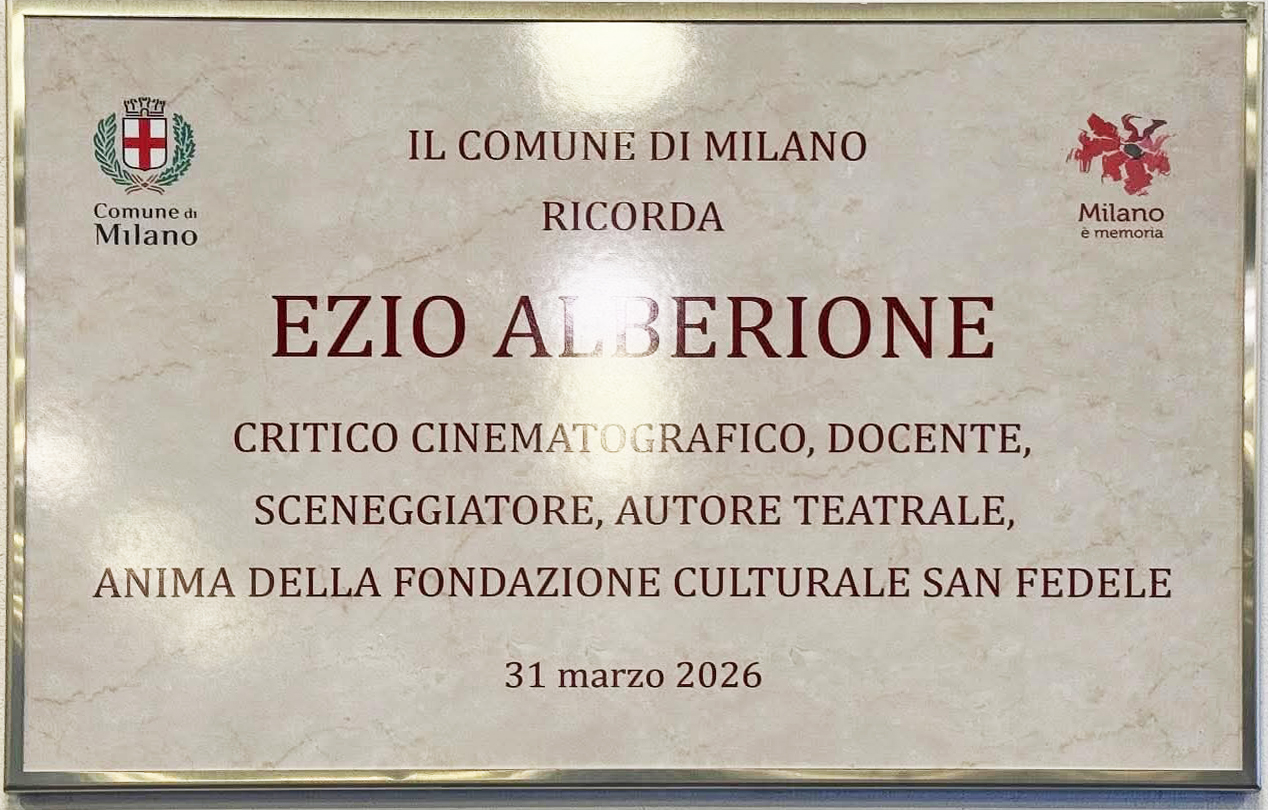 IL COMUNE DI MILANO
RICORDA
EZIO ALBERIONE
CRITICO CINEMATOGRAFICO, DOCENTE,
SCENEGGIATORE, AUTORE TEATRALE,
ANIMA DELLA FONDAZIONE CULTURALE SAN FEDELE
31 marzo 2026
Comune di
Milano
Milano
è memoria